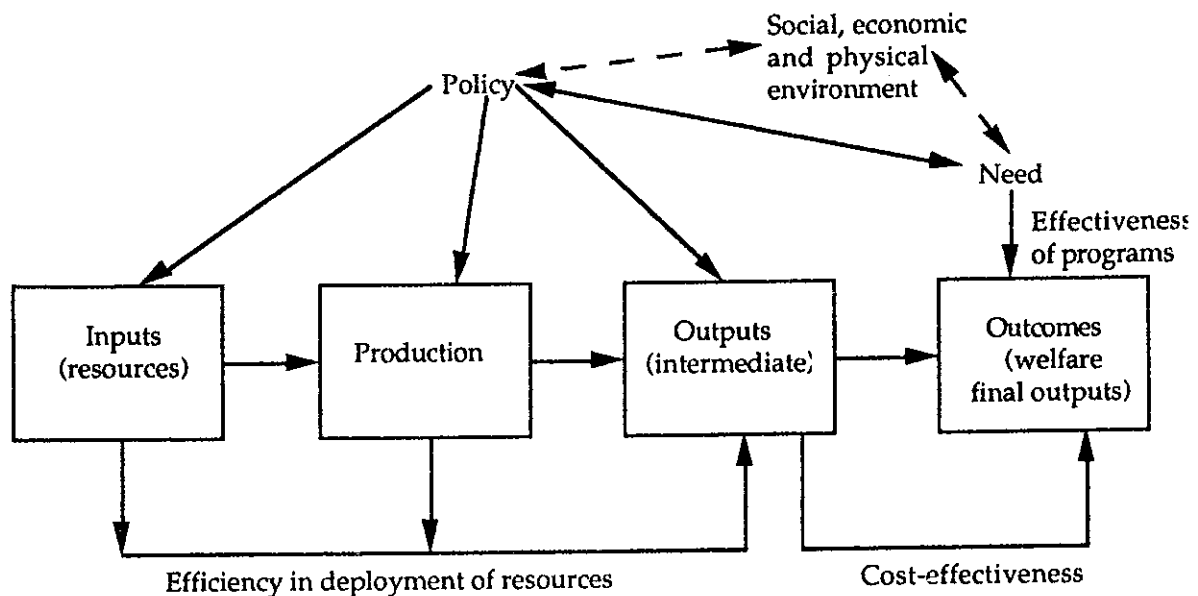 Social, economic
and physical
environment
Policy
Need
Effectiveness
of programs
Inputs
(resources)
Production
Outputs
(intermediate)
Outcomes
(welfare
final outputs)
Efficiency in deployment of resources
Cost-effectiveness